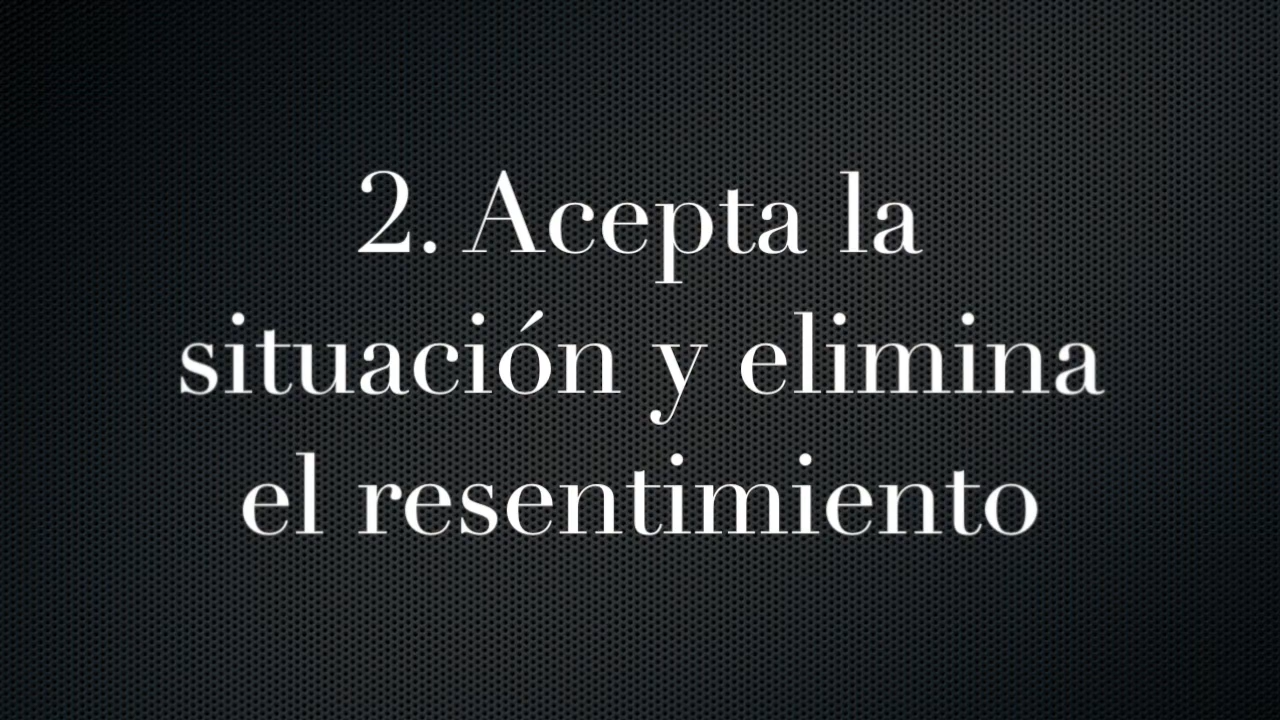 2. Acepta la
situación y elimina
el resentimiento